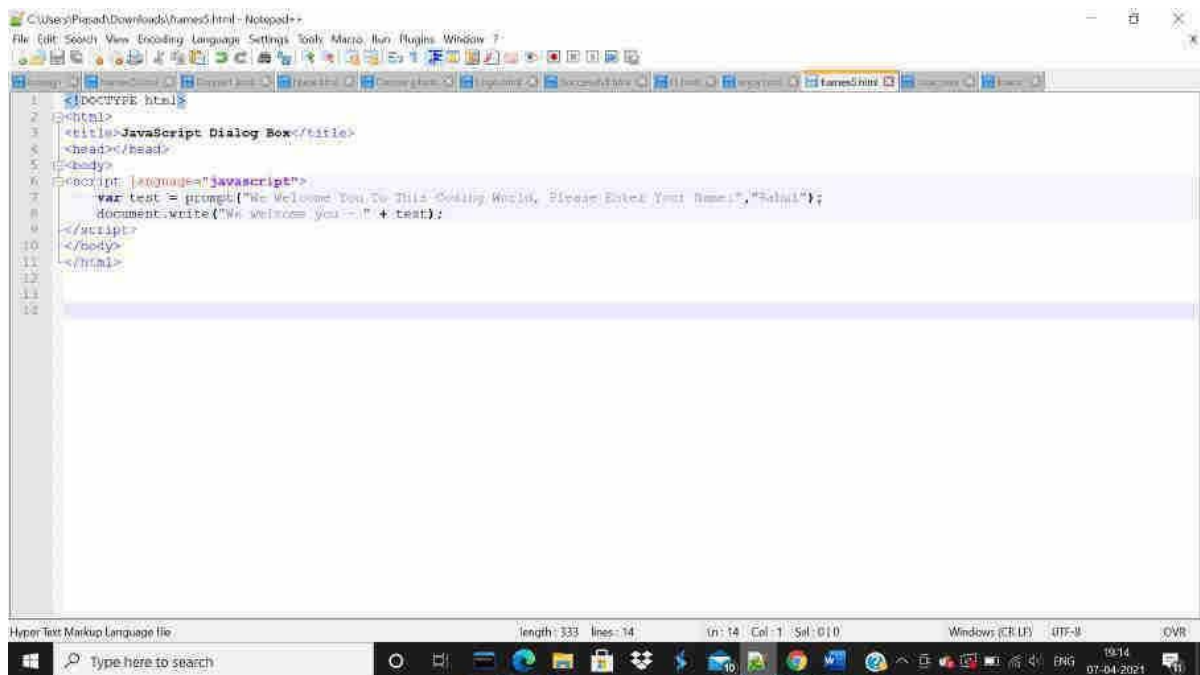 C:\Users\Prasad\Downloads\frames5.html - Notepad++
File Edit Search View Encoding Language Settings Tools Macro Run Plugins Window ?
frames5.html
1 <!DOCTYPE html>
2 <html>
3 <title>JavaScript Dialog Box</title>
4 <head></head>
5 <body>
6 <script language="javascript">
7 var test = prompt("We Welcome You To This Coding World, Please Enter Your Name:","Rahul");
8 document.write("We welcome you - " + test);
9 </script>
10 </body>
11 </html>
12
13
14
Hyper Text Markup Language file length : 333 lines : 14 Ln : 14 Col : 1 Sel : 0 | 0 Windows (CR LF) UTF-8 OVR
Type here to search
10
ENG
19:14
07-04-2021
11